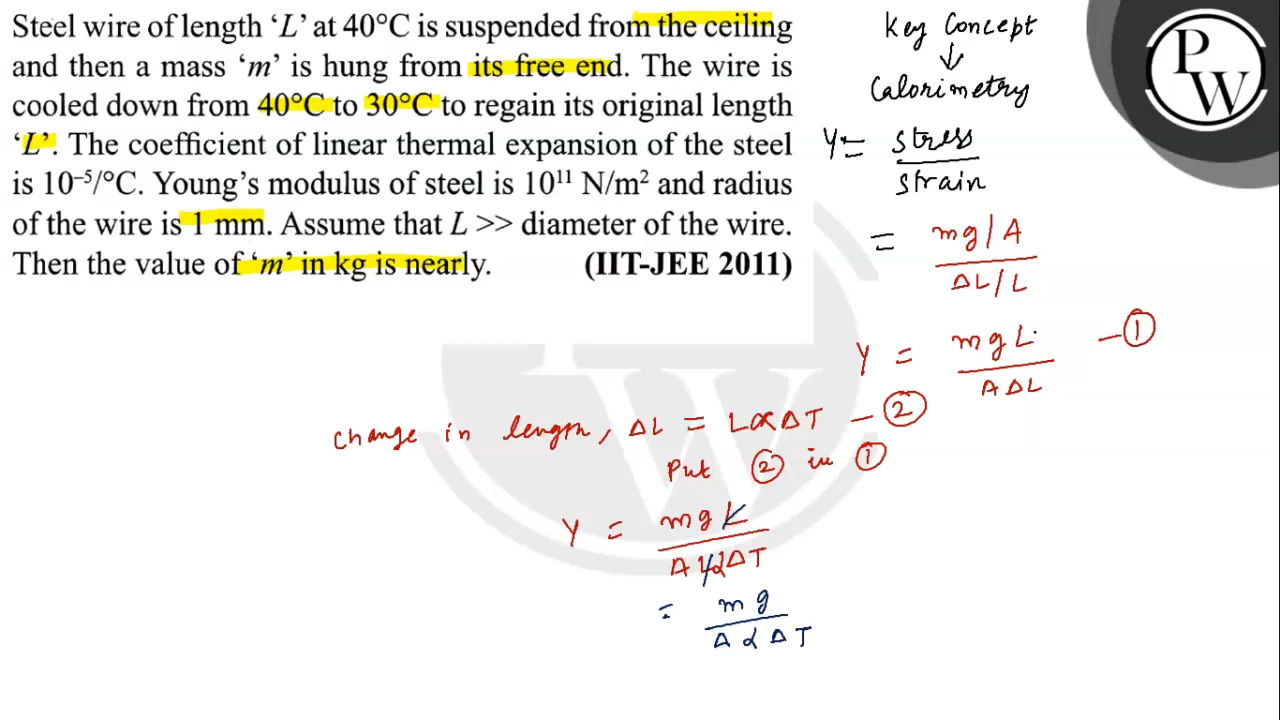 Steel wire of length ‘L’ at 40°C is suspended from the ceiling
and then a mass ‘m’ is hung from its free end. The wire is
cooled down from 40°C to 30°C to regain its original length
‘L’. The coefficient of linear thermal expansion of the steel
is 10⁻⁵/°C. Young’s modulus of steel is 10¹¹ N/m² and radius
of the wire is 1 mm. Assume that L >> diameter of the wire.
Then the value of ‘m’ in kg is nearly. (IIT-JEE 2011)
Key Concept
↓
Calorimetry
Y = stress
strain
= mg/A
ΔL/L
Y = mgL — ①
AΔL
Change in length, ΔL = LαΔT — ②
Put ② in ①
Y = mgL
ALαΔT
= mg
AαΔT
PW
W